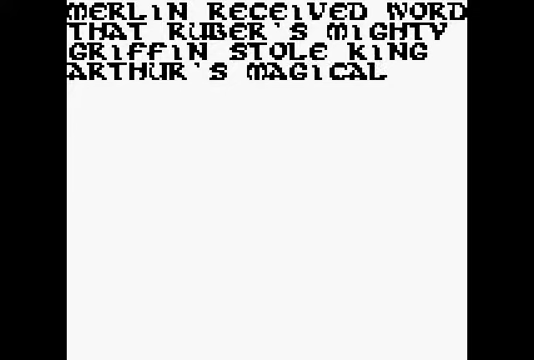 MERLIN RECEIVED WORD
THAT RUBER'S MIGHTY
GRIFFIN STOLE KING
ARTHUR'S MAGICAL